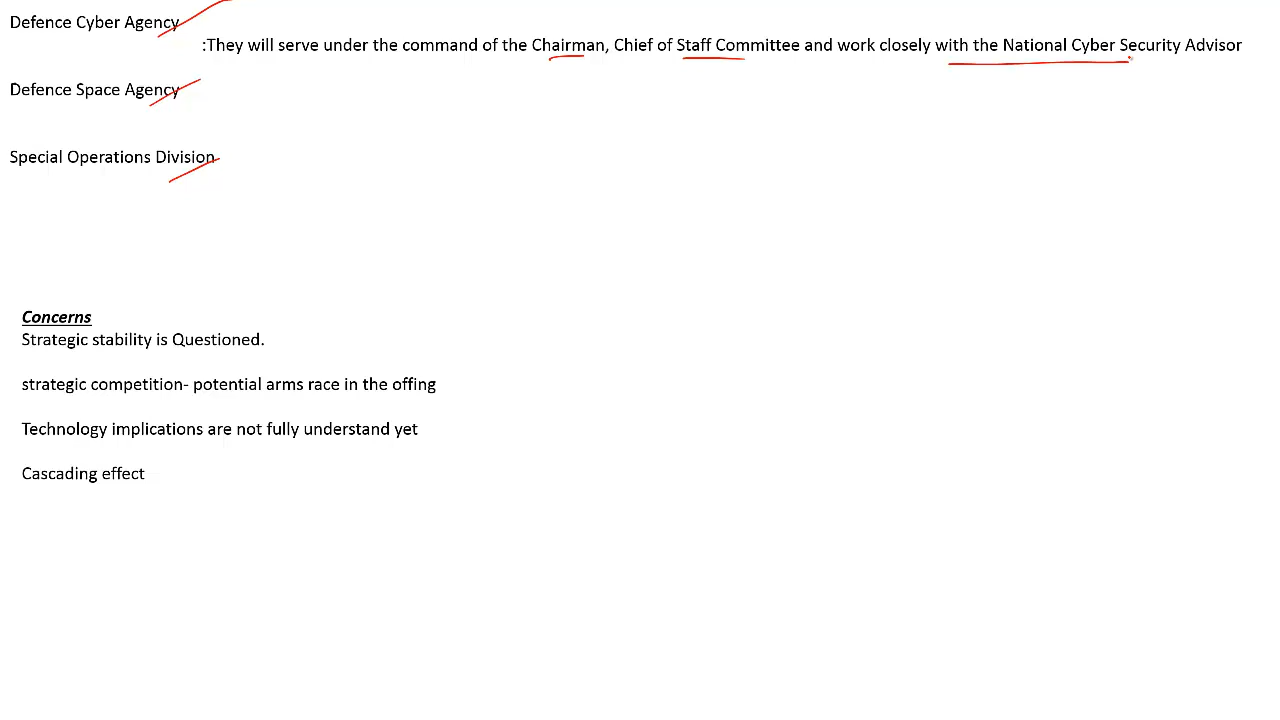 Defence Cyber Agency
:They will serve under the command of the Chairman, Chief of Staff Committee and work closely with the National Cyber Security Advisor
Defence Space Agency
Special Operations Division
Concerns
Strategic stability is Questioned.
strategic competition- potential arms race in the offing
Technology implications are not fully understand yet
Cascading effect